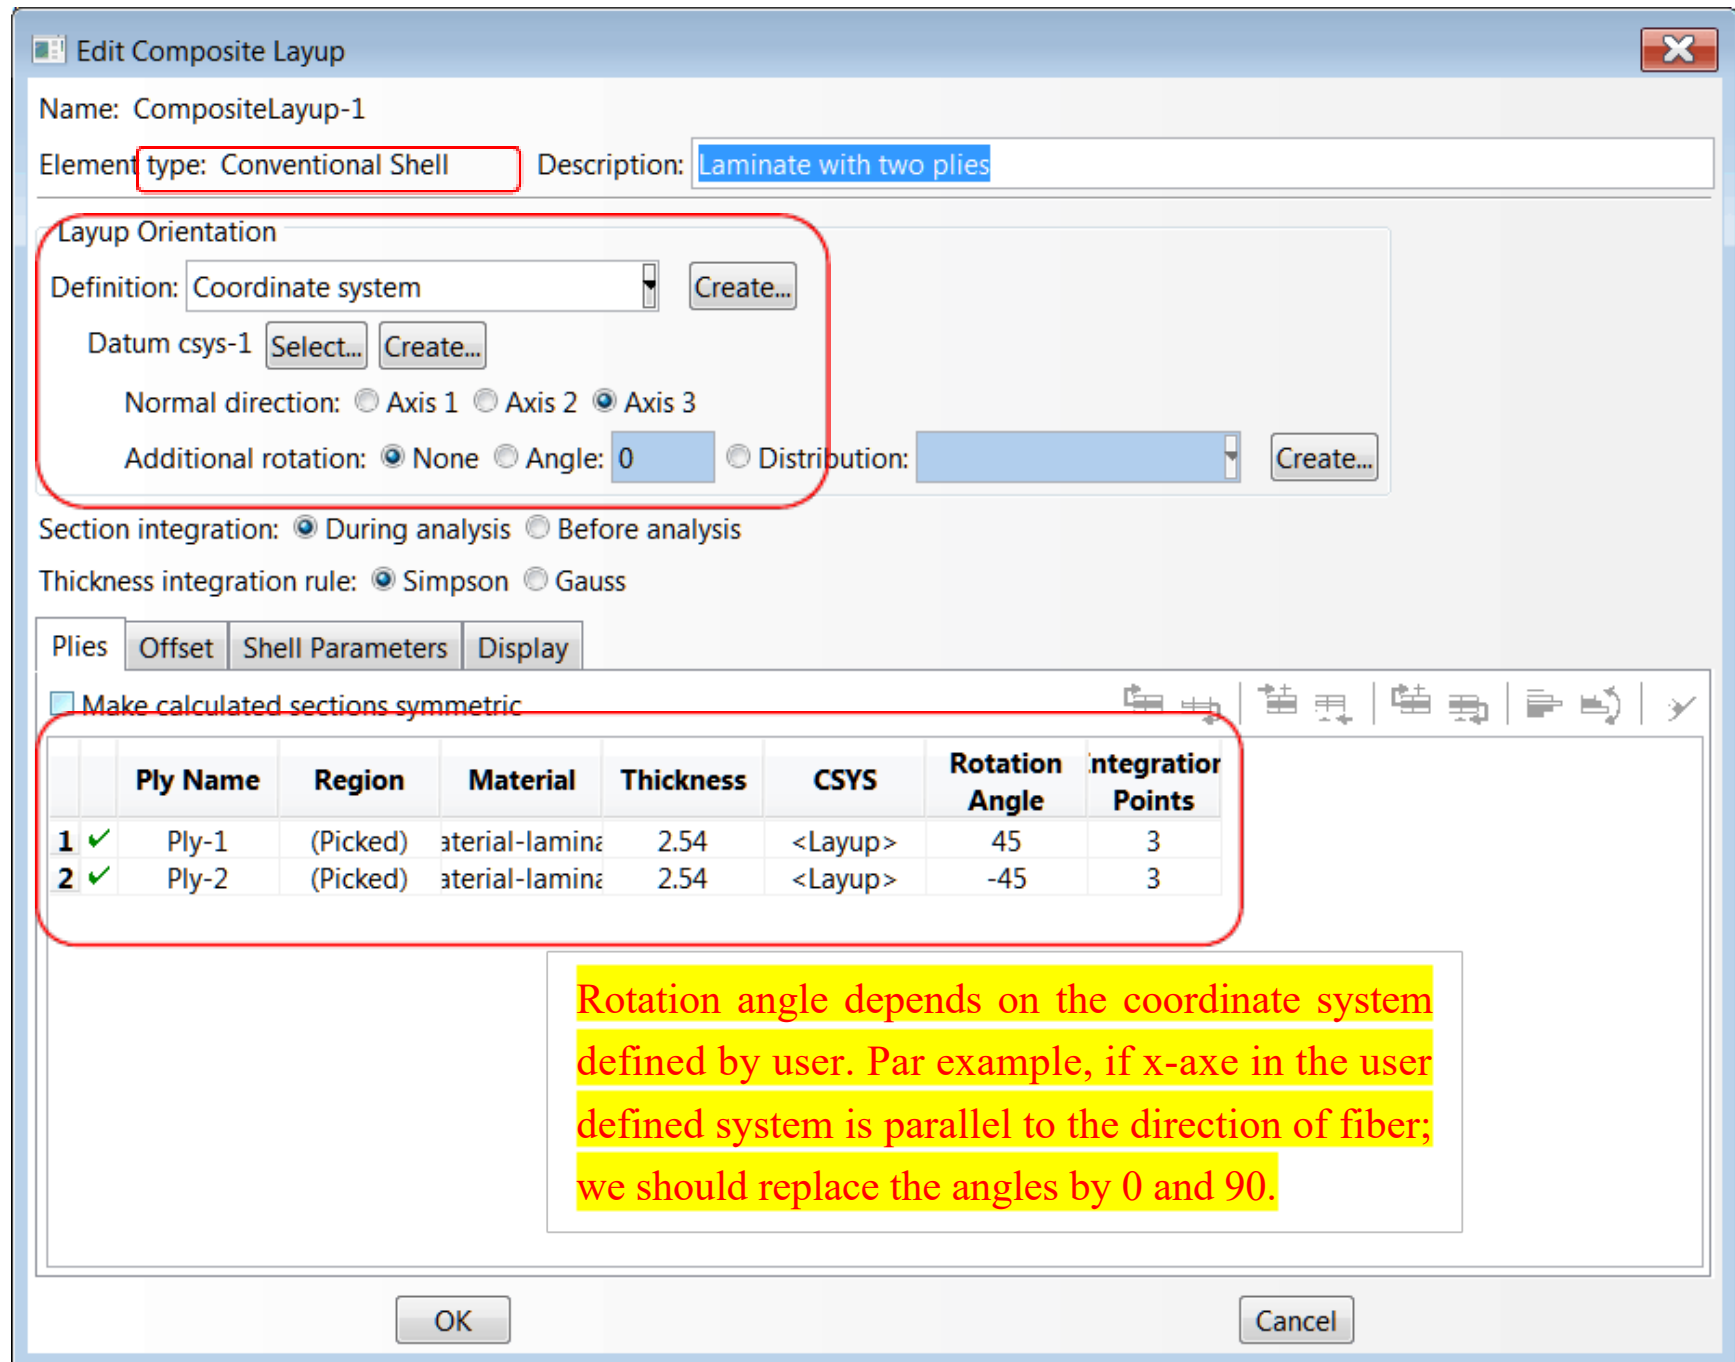 Edit Composite Layup
Name: CompositeLayup-1
Element type: Conventional Shell Description: Laminate with two plies
Layup Orientation
Definition: Coordinate system Create...
Datum csys-1 Select... Create...
Normal direction: Axis 1 Axis 2 Axis 3
Additional rotation: None Angle: 0 Distribution: Create...
Section integration: During analysis Before analysis
Thickness integration rule: Simpson Gauss
Plies Offset Shell Parameters Display
Make calculated sections symmetric
Ply Name Region Material Thickness CSYS Rotation Angle ntegration Points
1 Ply-1 (Picked) aterial-lamina 2.54 <Layup> 45 3
2 Ply-2 (Picked) aterial-lamina 2.54 <Layup> -45 3
Rotation angle depends on the coordinate system
defined by user. Par example, if x-axe in the user
defined system is parallel to the direction of fiber;
we should replace the angles by 0 and 90.
OK Cancel